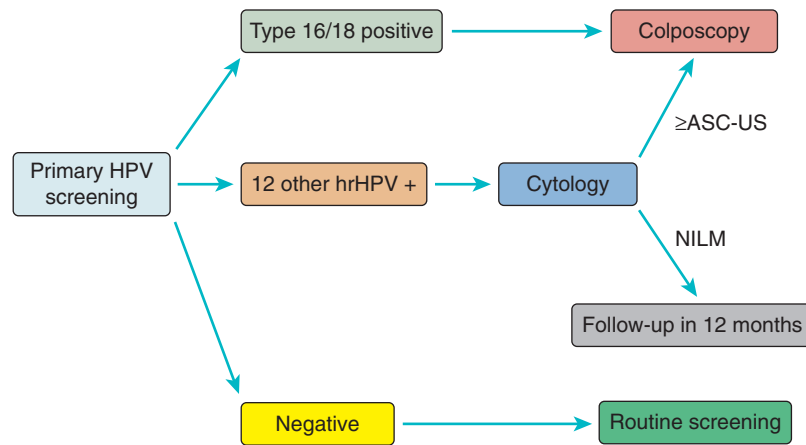 Type 16/18 positive
Colposcopy
≥ASC-US
Primary HPV
screening
12 other hrHPV +
Cytology
NILM
Follow-up in 12 months
Negative
Routine screening